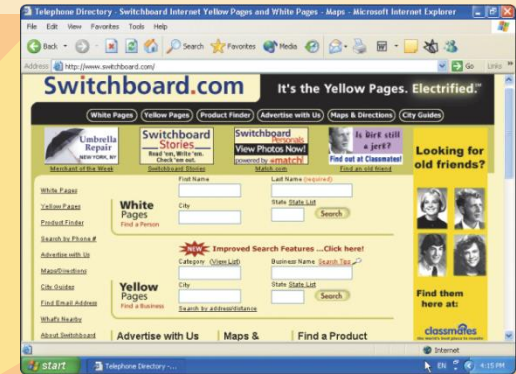 Telephone Directory - Switchboard Internet Yellow Pages and White Pages - Maps - Microsoft Internet Explorer
File Edit View Favorites Tools Help
Back Search Favorites Media
Address http://www.switchboard.com/ Go Links »
Switchboard.com It's the Yellow Pages. Electrified.™
White Pages Yellow Pages Product Finder Advertise with Us Maps & Directions City Guides
Umbrella Repair
NEW YORK, NY
Merchant of the Week
Switchboard Stories
Read 'em. Write 'em.
Check 'em out.
Switchboard Stories
Switchboard Personals
View Photos Now!
powered by match
Match.com
Is Dirk still a jerk?
Find out at Classmates!
Find an old friend
White Pages
Yellow Pages
Product Finder
Search by Phone #
Advertise with Us
Maps/Directions
City Guides
Find Email Address
What's Nearby
About Switchboard
White Pages
Find a Person
First Name Last Name (required)
City State State List
Search
NEW Improved Search Features ...Click here!
Yellow Pages
Find a Business
Category (View List) Business Name Search Tips
City State State List
Search
Search by address/distance
Advertise with Us Maps & Find a Product
Looking for old friends?
Find them here at:
classmates
Internet
start Telephone Directory -... EN 4:15 PM